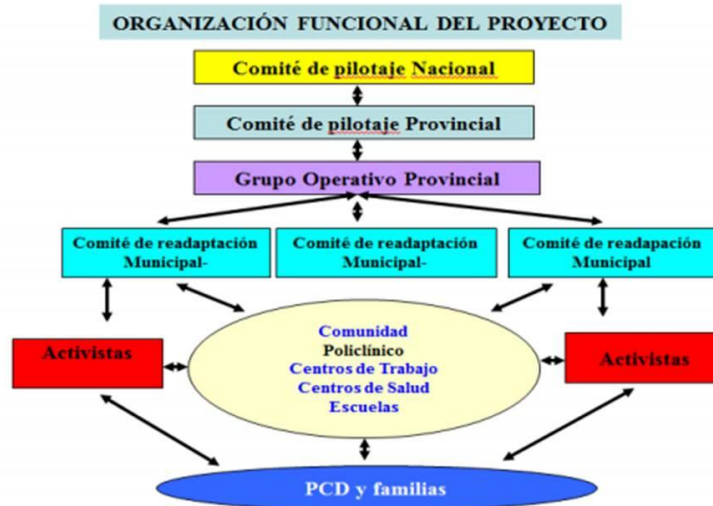 ORGANIZACIÓN FUNCIONAL DEL PROYECTO
Comité de pilotaje Nacional
Comité de pilotaje Provincial
Grupo Operativo Provincial
Comité de readaptación
Municipal-
Comité de readaptación
Municipal-
Comité de readapación
Municipal
Activistas
Comunidad
Policlínico
Centros de Trabajo
Centros de Salud
Escuelas
Activistas
PCD y familias